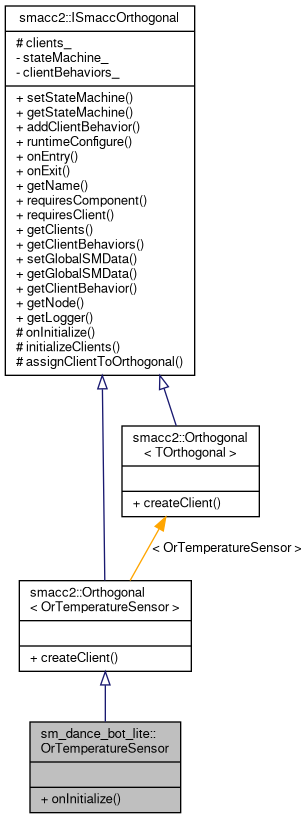 smacc2::ISmaccOrthogonal
# clients_
- stateMachine_
- clientBehaviors_
+ setStateMachine()
+ getStateMachine()
+ addClientBehavior()
+ runtimeConfigure()
+ onEntry()
+ onExit()
+ getName()
+ requiresComponent()
+ requiresClient()
+ getClients()
+ getClientBehaviors()
+ setGlobalSMData()
+ getGlobalSMData()
+ getClientBehavior()
+ getNode()
+ getLogger()
# onInitialize()
# initializeClients()
# assignClientToOrthogonal()
smacc2::Orthogonal
< TOrthogonal >
+ createClient()
< OrTemperatureSensor >
smacc2::Orthogonal
< OrTemperatureSensor >
+ createClient()
sm_dance_bot_lite::
OrTemperatureSensor
+ onInitialize()